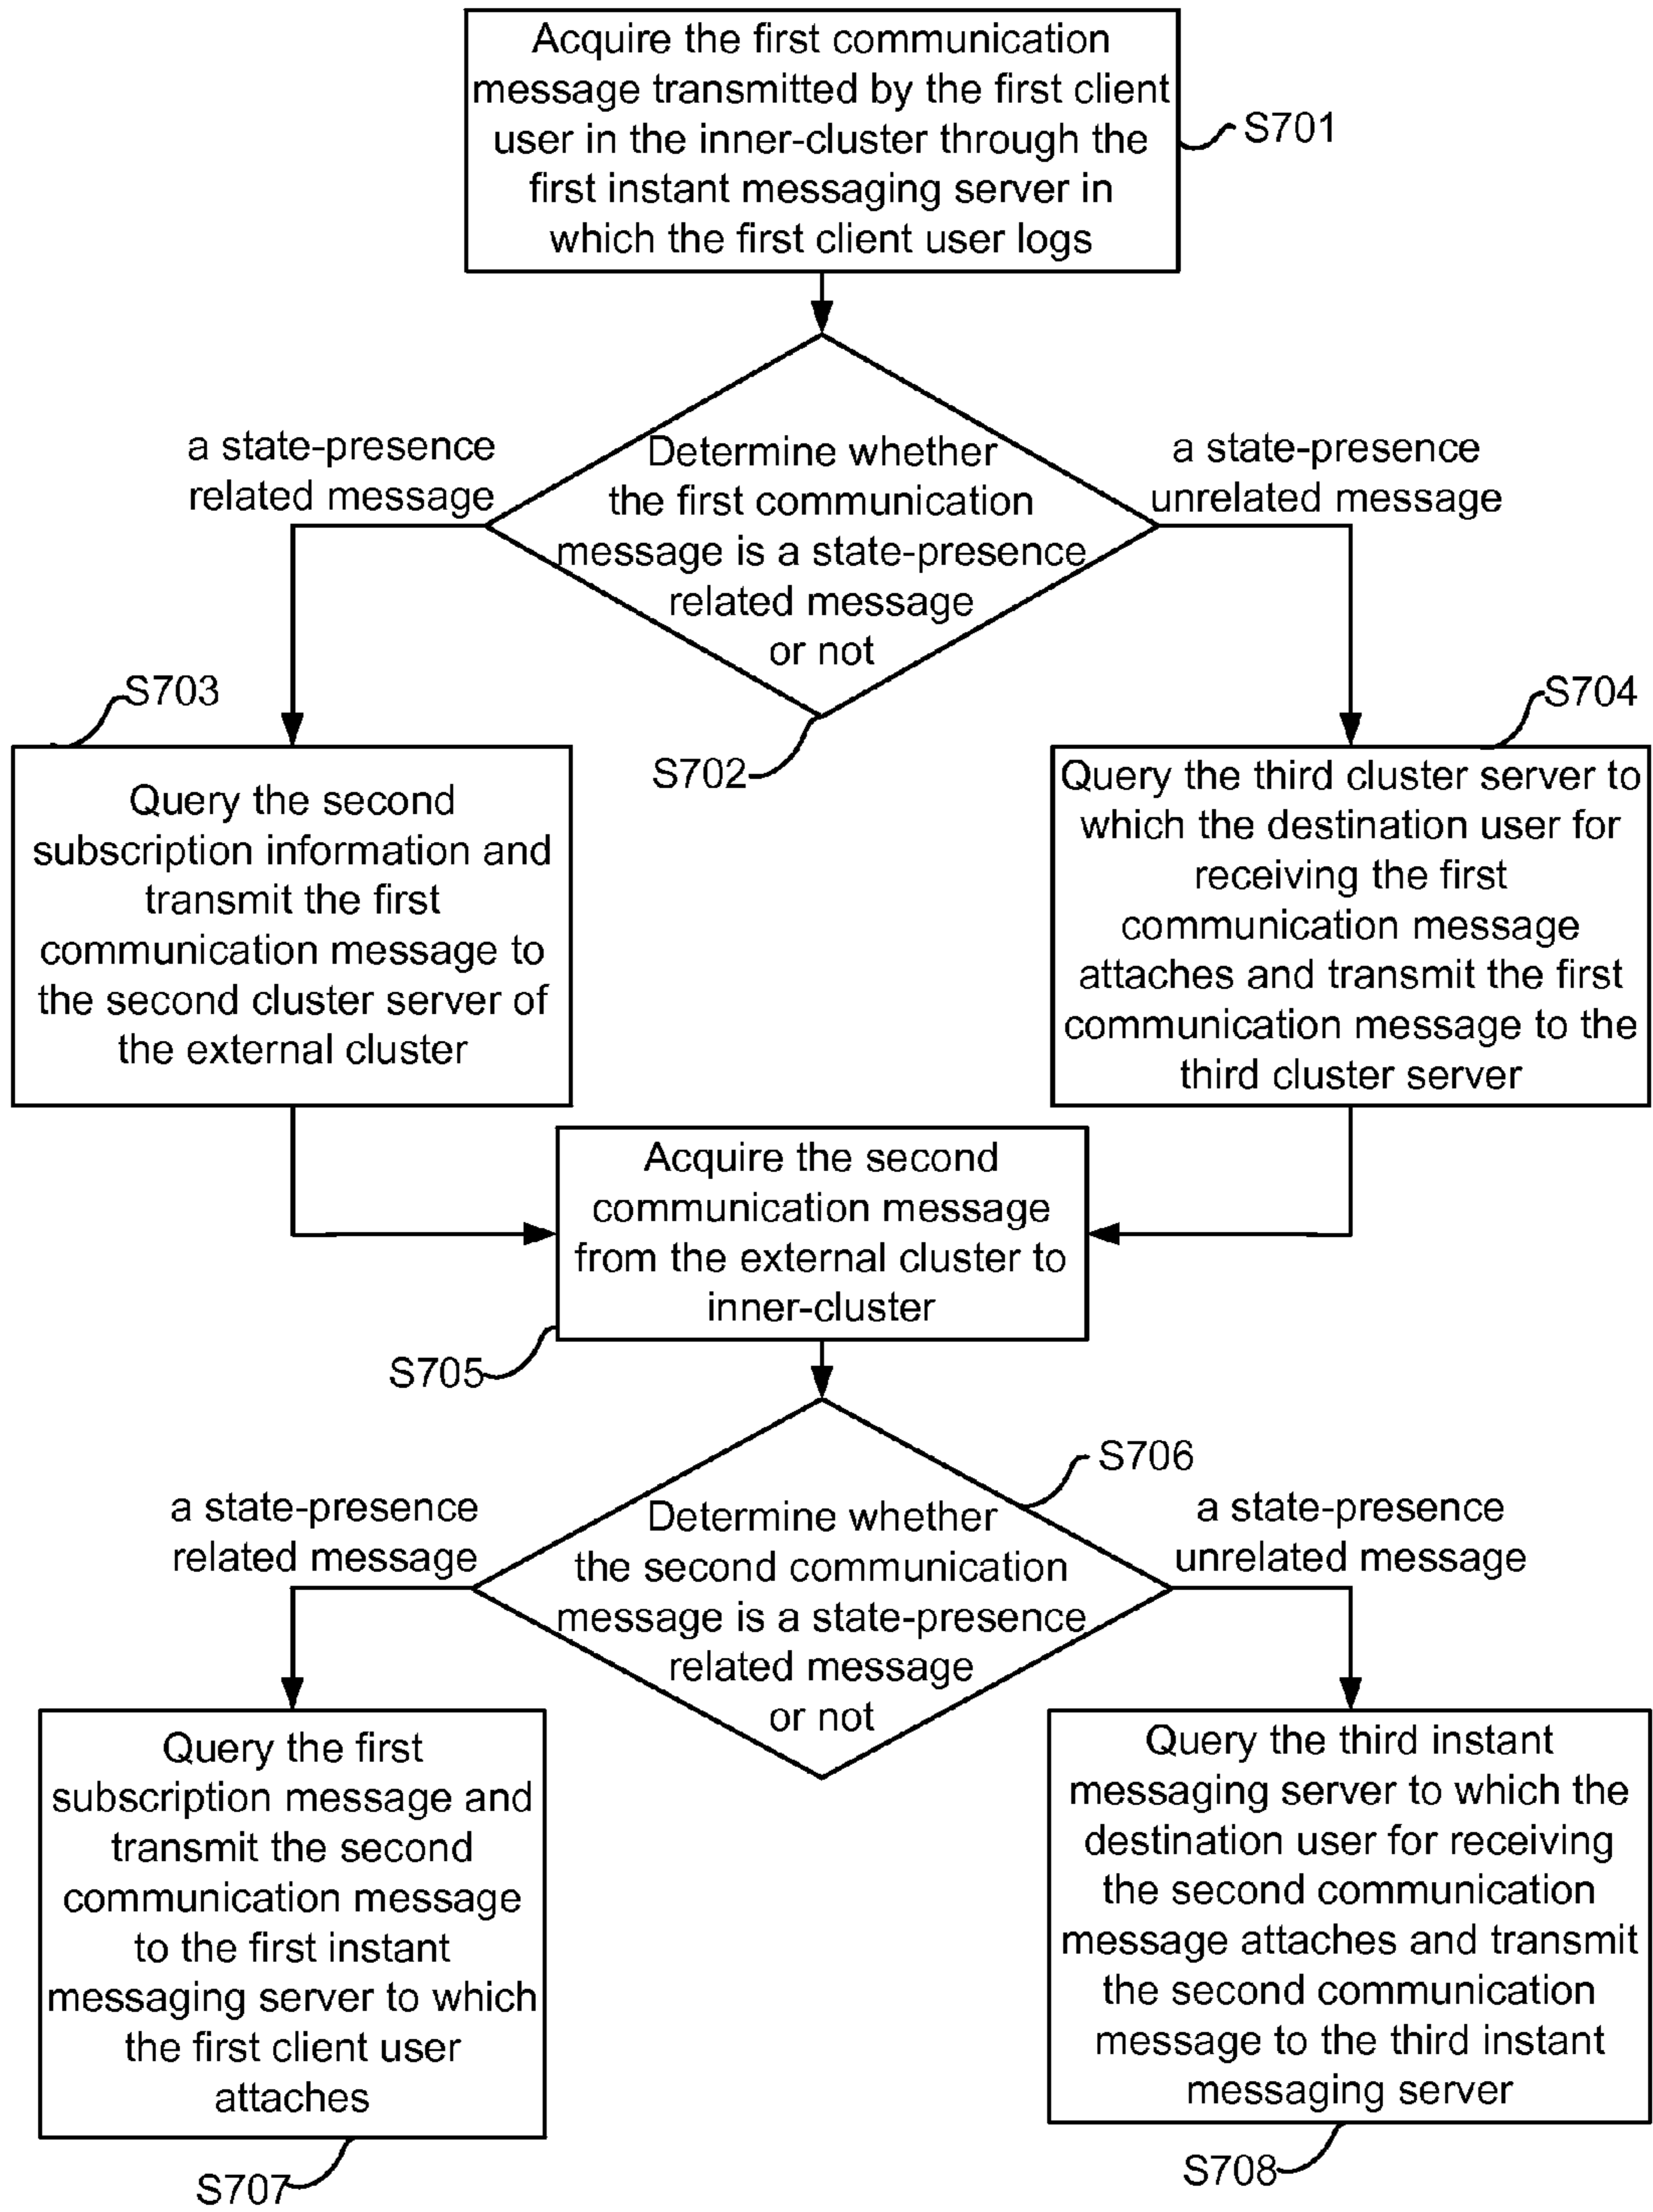 Acquire the first communication
message transmitted by the first client
user in the inner-cluster through the
first instant messaging server in
which the first client user logs
S701
a state-presence
related message
Determine whether
the first communication
message is a state-presence
related message
or not
a state-presence
unrelated message
S702
S703
Query the second
subscription information and
transmit the first
communication message to
the second cluster server of
the external cluster
S704
Query the third cluster server to
which the destination user for
receiving the first
communication message
attaches and transmit the first
communication message to the
third cluster server
Acquire the second
communication message
from the external cluster to
inner-cluster
S705
S706
a state-presence
related message
Determine whether
the second communication
message is a state-presence
related message
or not
a state-presence
unrelated message
Query the first
subscription message and
transmit the second
communication message
to the first instant
messaging server to which
the first client user
attaches
S707
Query the third instant
messaging server to which the
destination user for receiving
the second communication
message attaches and transmit
the second communication
message to the third instant
messaging server
S708